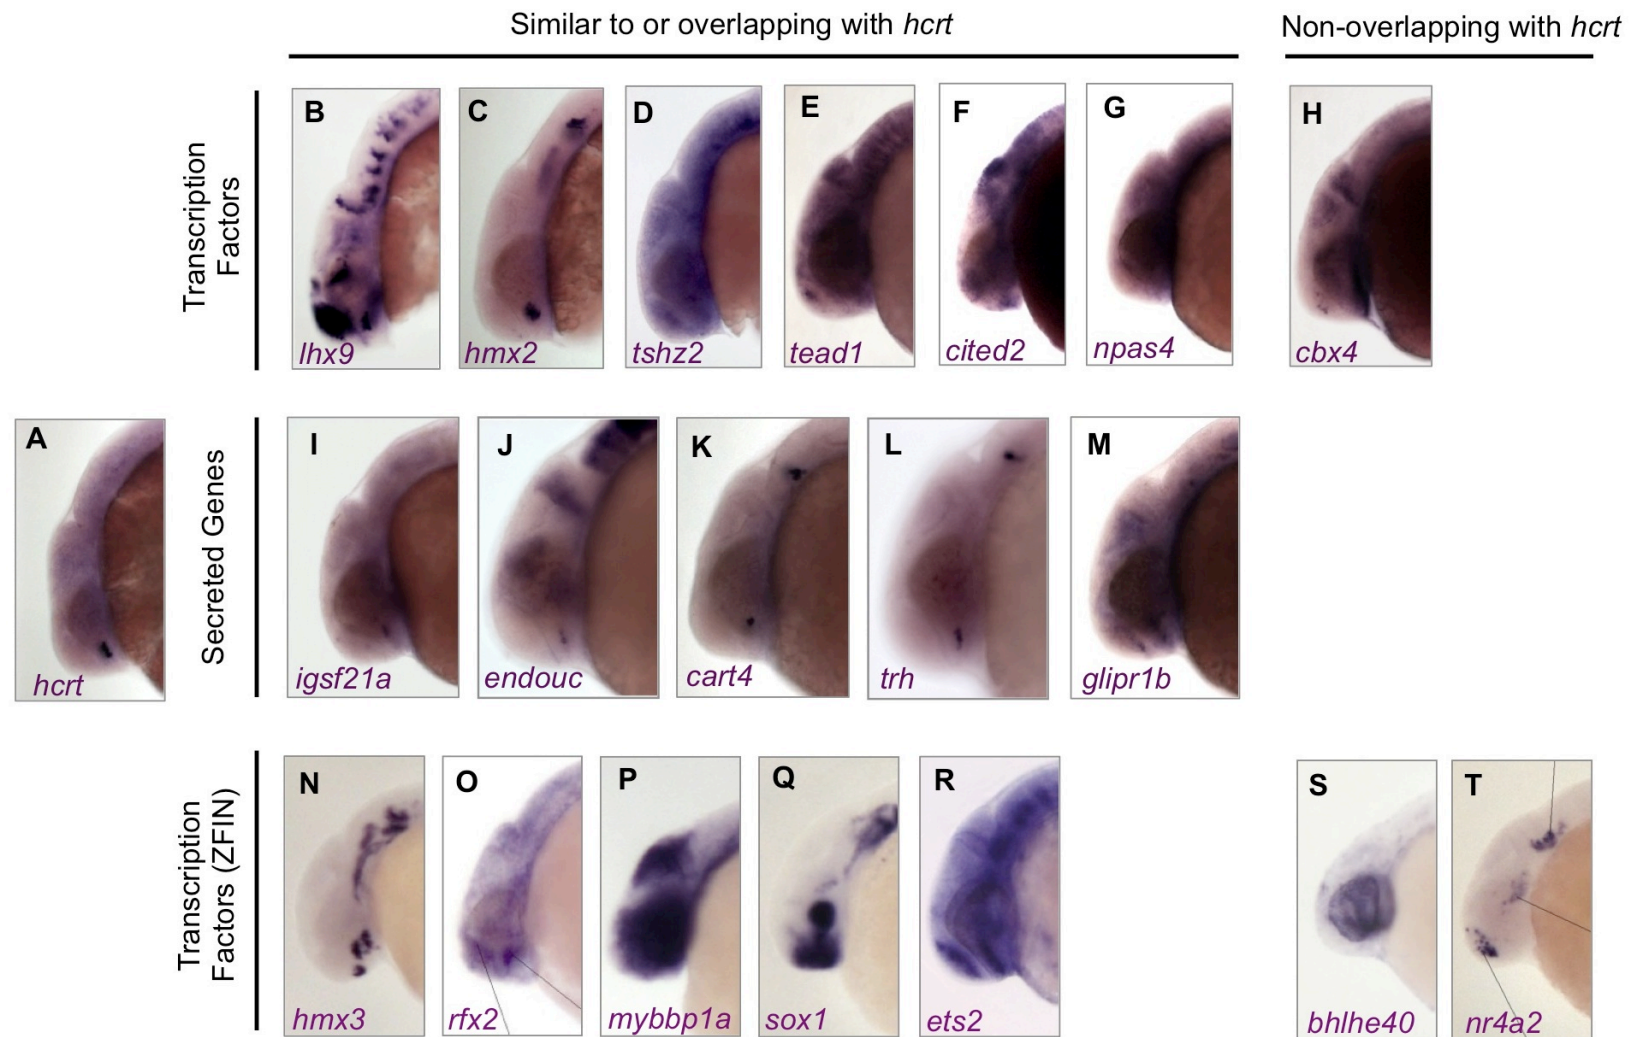 Similar to or overlapping with hcrt
Non-overlapping with hcrt
Transcription
Factors
B
lhx9
C
hmx2
D
tshz2
E
tead1
F
cited2
G
npas4
H
cbx4
A
hcrt
Secreted Genes
I
igsf21a
J
endouc
K
cart4
L
trh
M
glipr1b
Transcription
Factors (ZFIN)
N
hmx3
O
rfx2
P
mybbp1a
Q
sox1
R
ets2
S
bhlhe40
T
nr4a2